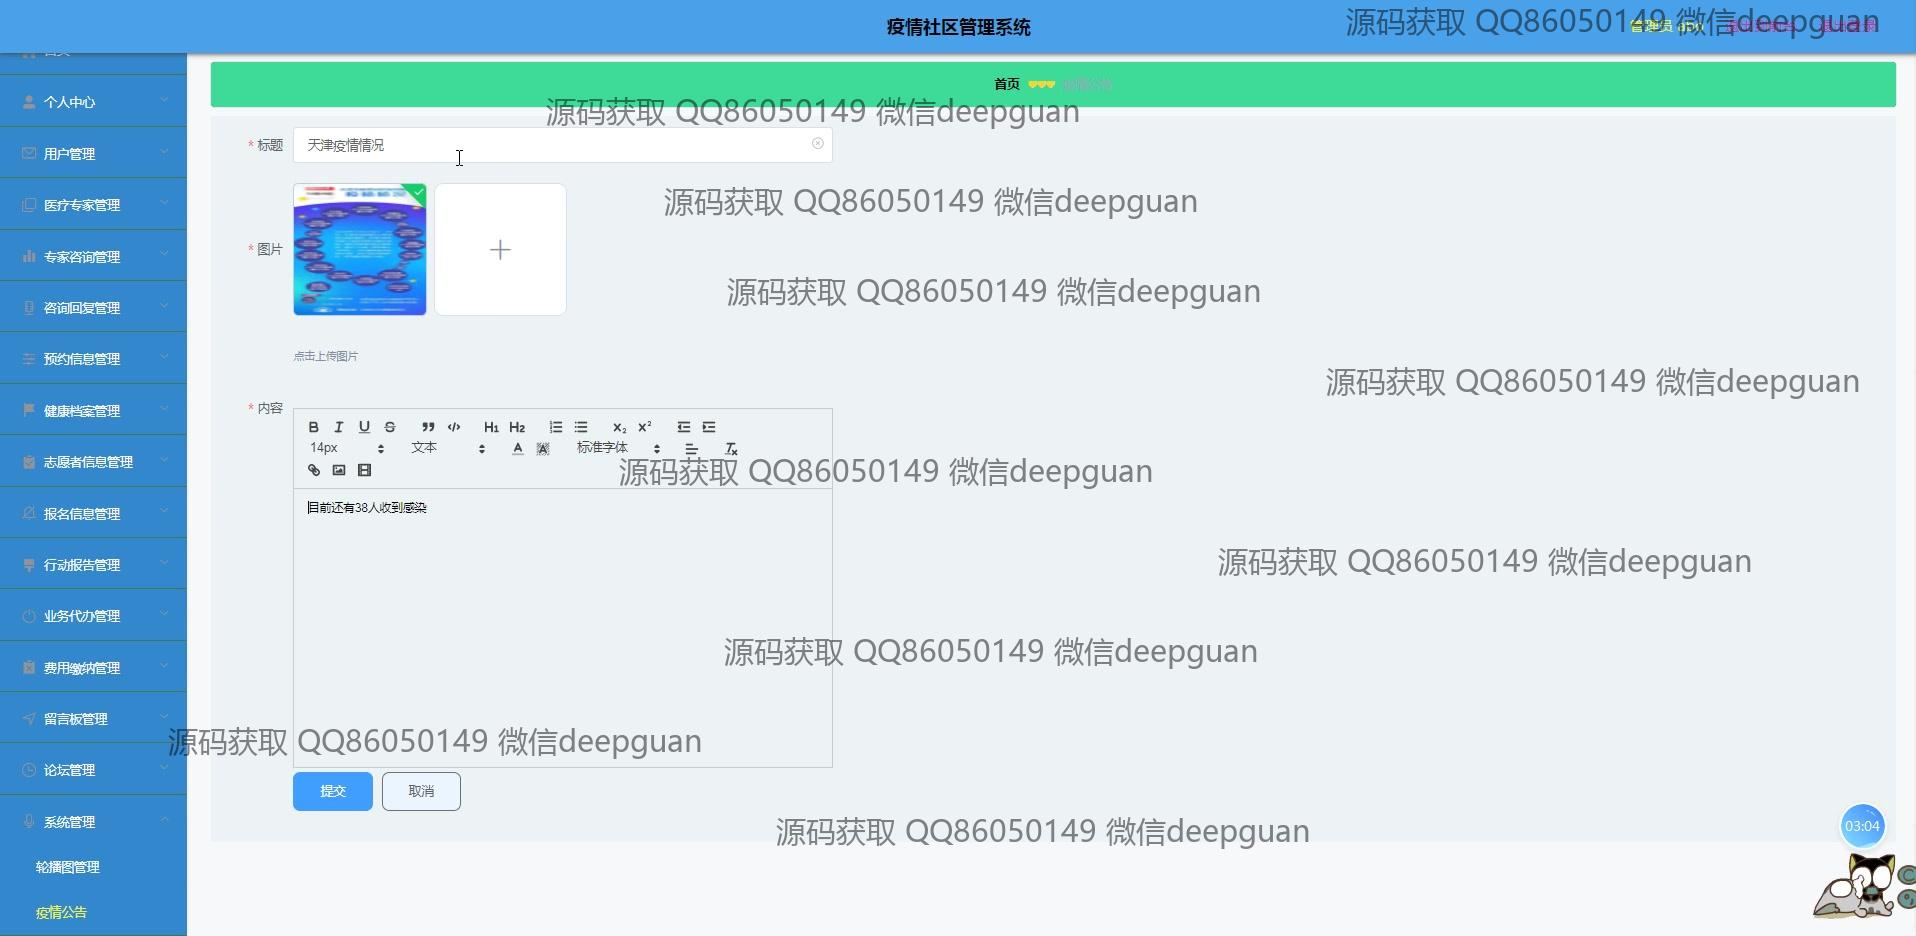 疫情社区管理系统
源码获取 QQ86050149 微信deepguan
管理员 abo
首页
个人中心
用户管理
医疗专家管理
专家咨询管理
咨询回复管理
预约信息管理
健康档案管理
志愿者信息管理
报名信息管理
行动报告管理
业务代办管理
费用缴纳管理
留言板管理
论坛管理
系统管理
轮播图管理
疫情公告
首页 疫情公告
源码获取 QQ86050149 微信deepguan
* 标题 天津疫情情况
源码获取 QQ86050149 微信deepguan
* 图片
源码获取 QQ86050149 微信deepguan
点击上传图片
源码获取 QQ86050149 微信deepguan
* 内容
B I U S H1 H2 X2 X2
14px 文本 A A 标准字体 Tx
源码获取 QQ86050149 微信deepguan
目前还有38人收到感染
源码获取 QQ86050149 微信deepguan
源码获取 QQ86050149 微信deepguan
源码获取 QQ86050149 微信deepguan
提交 取消
源码获取 QQ86050149 微信deepguan
03:04